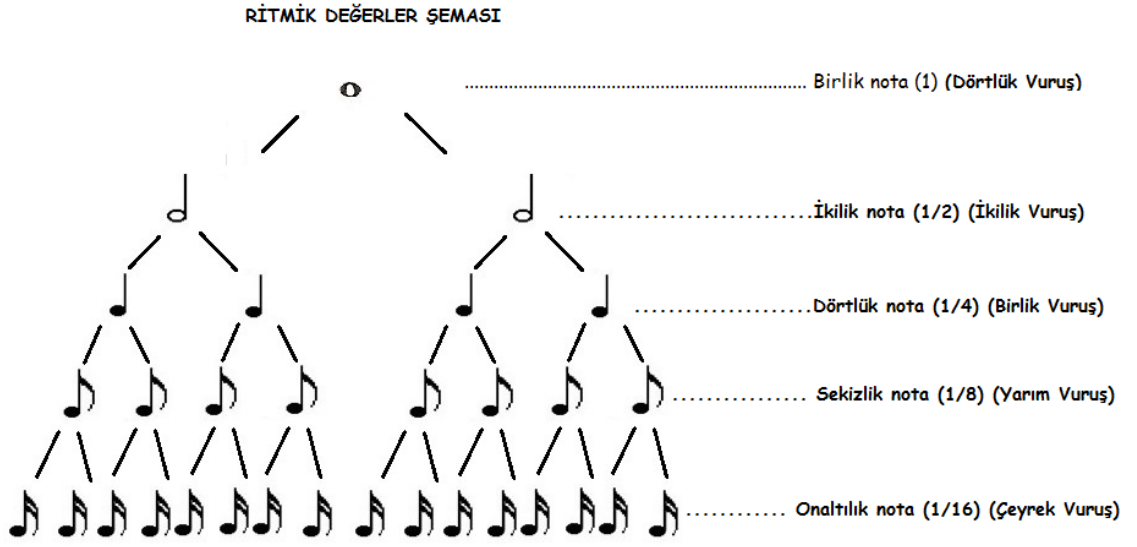 RİTMİK DEĞERLER ŞEMASI
........................................................................ Birlik nota (1) (Dörtlük Vuruş)
..............................İkilik nota (1/2) (İkilik Vuruş)
.....................Dörtlük nota (1/4) (Birlik Vuruş)
................ Sekizlik nota (1/8) (Yarım Vuruş)
............ Onaltılık nota (1/16) (Çeyrek Vuruş)